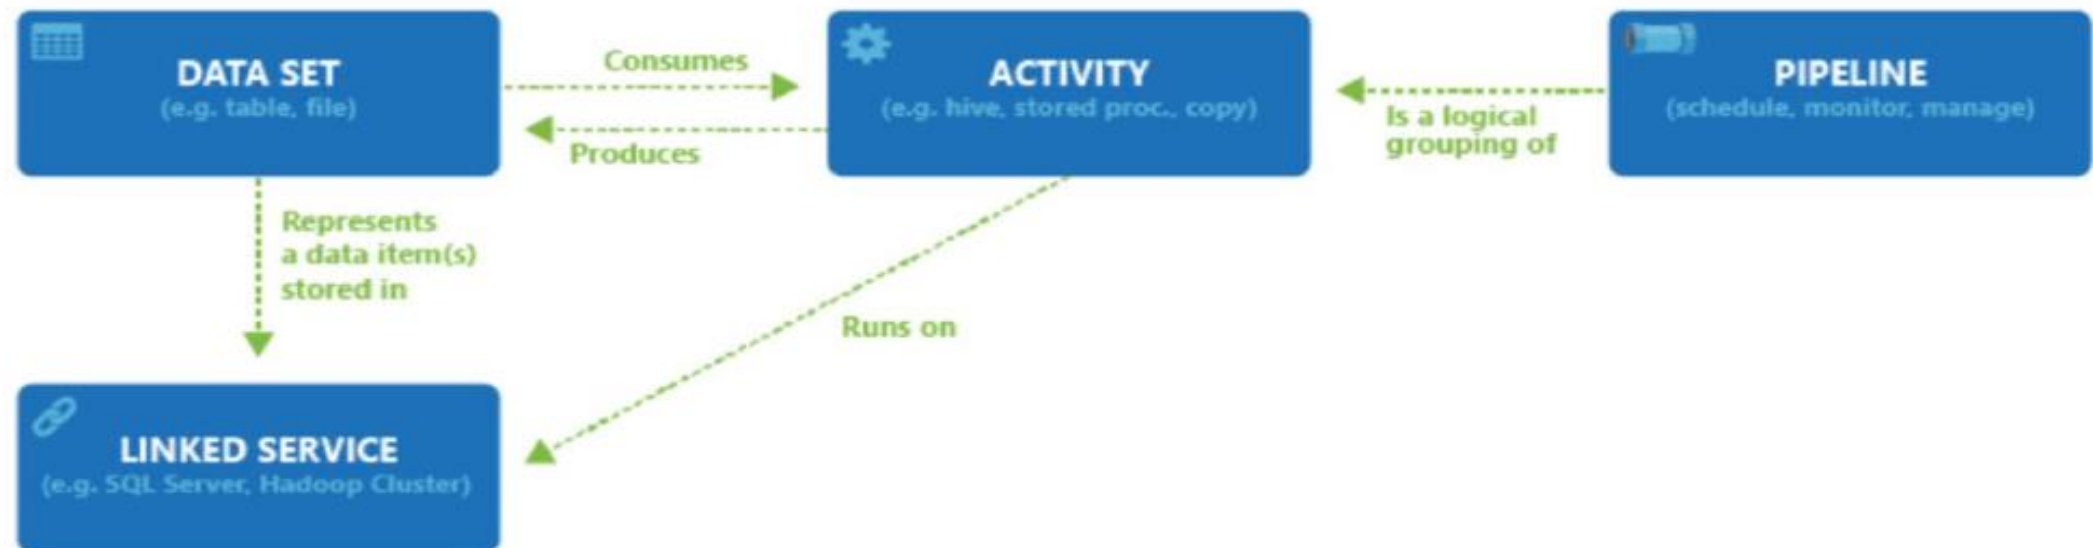 DATA SET
(e.g. table, file)
Consumes
Produces
ACTIVITY
(e.g. hive, stored proc., copy)
Is a logical
grouping of
PIPELINE
(schedule, monitor, manage)
Represents
a data item(s)
stored in
Runs on
LINKED SERVICE
(e.g. SQL Server, Hadoop Cluster)